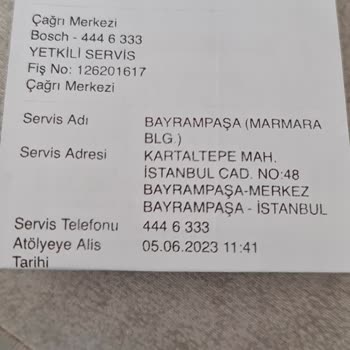 Çağrı Merkezi
Bosch - 444 6 333
YETKİLİ SERVİS
Fiş No: 126201617
Çağrı Merkezi
Servis Adı BAYRAMPAŞA (MARMARA
BLG.)
Servis Adresi KARTALTEPE MAH.
İSTANBUL CAD. NO:48
BAYRAMPAŞA-MERKEZ
BAYRAMPAŞA - İSTANBUL
Servis Telefonu 444 6 333
Atölyeye Alis 05.06.2023 11:41
Tarihi